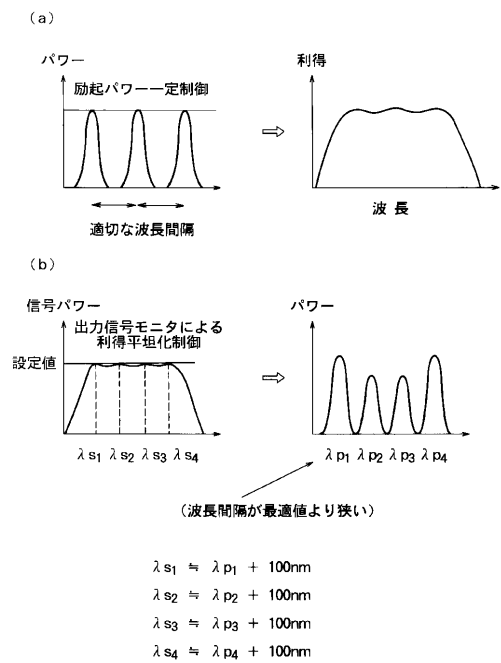 (a)
パワー
励起パワー一定制御
適切な波長間隔
利得
波 長
(b)
信号パワー
出力信号モニタによる
利得平坦化制御
設定値
λs1 λs2 λs3 λs4
パワー
λp1 λp2 λp3 λp4
(波長間隔が最適値より狭い)
λs1 ≒ λp1 + 100nm
λs2 ≒ λp2 + 100nm
λs3 ≒ λp3 + 100nm
λs4 ≒ λp4 + 100nm